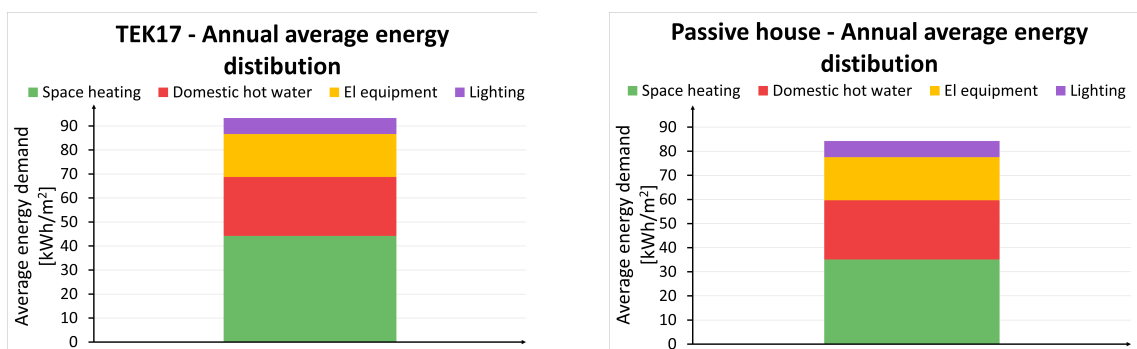 TEK17 - Annual average energy
distibution
Space heating Domestic hot water El equipment Lighting
Average energy demand
[kWh/m²]
90
80
70
60
50
40
30
20
10
0
Passive house - Annual average energy
distibution
Space heating Domestic hot water El equipment Lighting
Average energy demand
[kWh/m²]
90
80
70
60
50
40
30
20
10
0